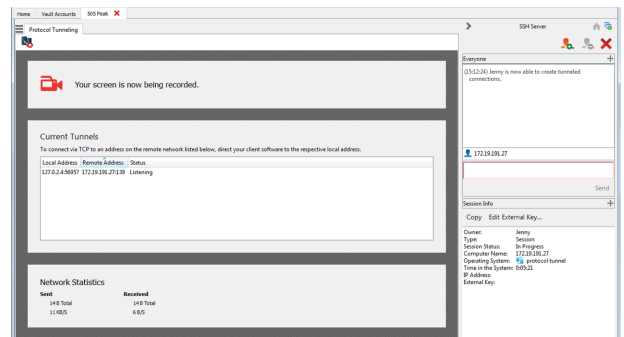 Home Vault Accounts SOS Peak
Protocol Tunneling
Your screen is now being recorded.
Current Tunnels
To connect via TCP to an address on the remote network listed below, direct your client software to the respective local address.
Local Address Remote Address Status
127.0.2.4:56957 172.19.191.27:139 Listening
Network Statistics
Sent Received
14 B Total 14 B Total
11 KB/S 6 B/S
SSH Server
Everyone
(15:12:24) Jenny is now able to create tunneled
connections.
172.19.191.27
Send
Session Info
Copy Edit External Key...
Owner: Jenny
Type: Session
Session Status: In Progress
Computer Name: 172.19.191.27
Operating System: protocol tunnel
Time in the System: 0:05:21
IP Address:
External Key: